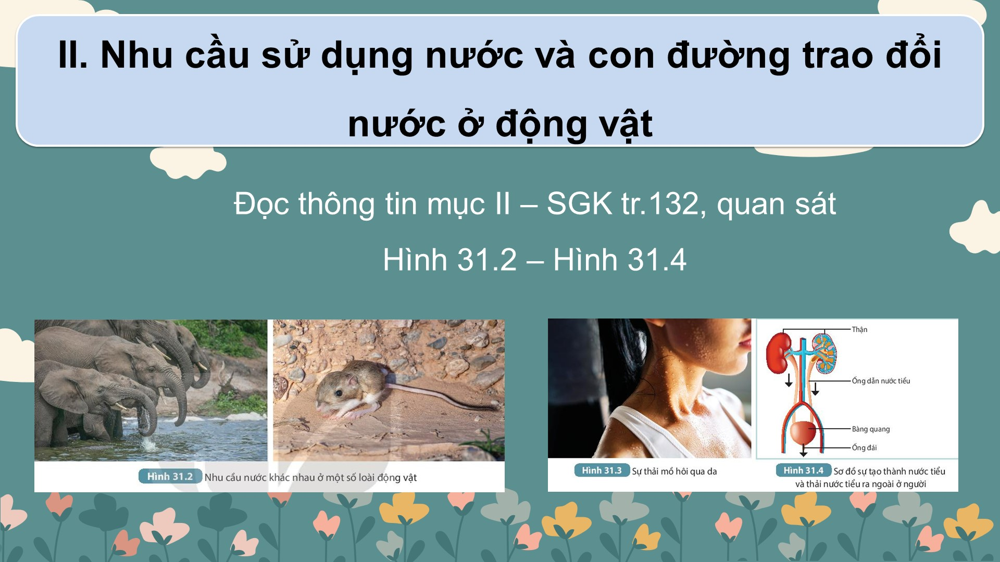 II. Nhu cầu sử dụng nước và con đường trao đổi
nước ở động vật
Đọc thông tin mục II – SGK tr.132, quan sát
Hình 31.2 – Hình 31.4
Thận
Ống dẫn nước tiểu
Bàng quang
Ống đái
Hình 31.2 Nhu cầu nước khác nhau ở một số loài động vật
Hình 31.3 Sự thải mồ hôi qua da
Hình 31.4 Sơ đồ sự tạo thành nước tiểu
và thải nước tiểu ra ngoài ở người